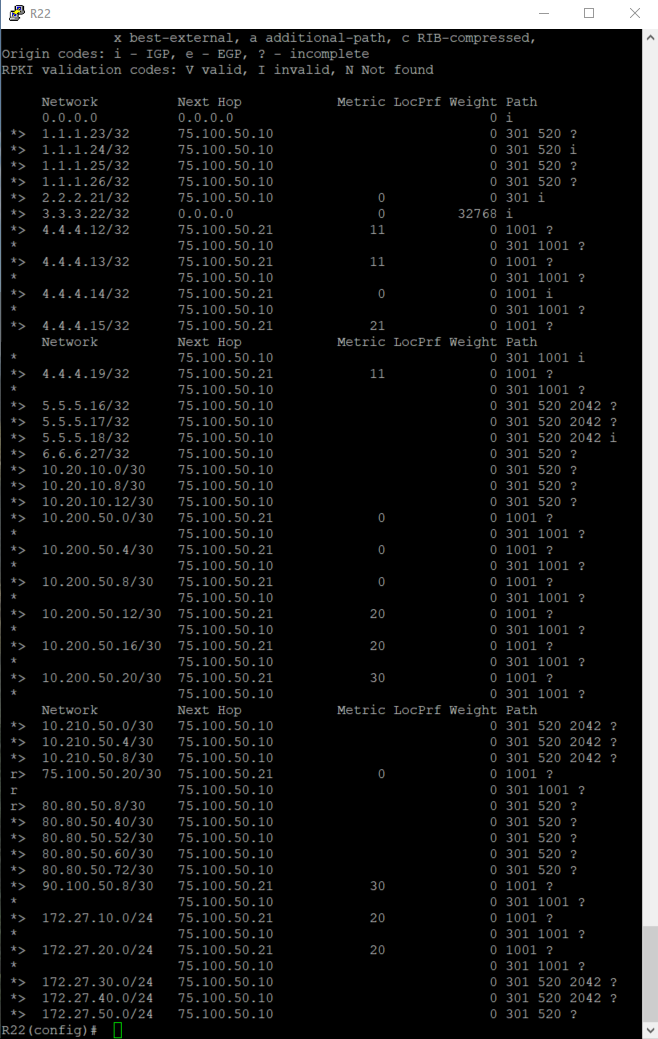 R22
x best-external, a additional-path, c RIB-compressed,
Origin codes: i - IGP, e - EGP, ? - incomplete
RPKI validation codes: V valid, I invalid, N Not found
Network Next Hop Metric LocPrf Weight Path
0.0.0.0 0.0.0.0 0 i
*> 1.1.1.23/32 75.100.50.10 0 301 520 ?
*> 1.1.1.24/32 75.100.50.10 0 301 520 i
*> 1.1.1.25/32 75.100.50.10 0 301 520 ?
*> 1.1.1.26/32 75.100.50.10 0 301 520 ?
*> 2.2.2.21/32 75.100.50.10 0 0 301 i
*> 3.3.3.22/32 0.0.0.0 0 32768 i
*> 4.4.4.12/32 75.100.50.21 11 0 1001 ?
* 75.100.50.10 0 301 1001 ?
*> 4.4.4.13/32 75.100.50.21 11 0 1001 ?
* 75.100.50.10 0 301 1001 ?
*> 4.4.4.14/32 75.100.50.21 0 0 1001 i
* 75.100.50.10 0 301 1001 ?
*> 4.4.4.15/32 75.100.50.21 21 0 1001 ?
Network Next Hop Metric LocPrf Weight Path
* 75.100.50.10 0 301 1001 i
*> 4.4.4.19/32 75.100.50.21 11 0 1001 ?
* 75.100.50.10 0 301 1001 ?
*> 5.5.5.16/32 75.100.50.10 0 301 520 2042 ?
*> 5.5.5.17/32 75.100.50.10 0 301 520 2042 ?
*> 5.5.5.18/32 75.100.50.10 0 301 520 2042 i
*> 6.6.6.27/32 75.100.50.10 0 301 520 ?
*> 10.20.10.0/30 75.100.50.10 0 301 520 ?
*> 10.20.10.8/30 75.100.50.10 0 301 520 ?
*> 10.20.10.12/30 75.100.50.10 0 301 520 ?
*> 10.200.50.0/30 75.100.50.21 0 0 1001 ?
* 75.100.50.10 0 301 1001 ?
*> 10.200.50.4/30 75.100.50.21 0 0 1001 ?
* 75.100.50.10 0 301 1001 ?
*> 10.200.50.8/30 75.100.50.21 0 0 1001 ?
* 75.100.50.10 0 301 1001 ?
*> 10.200.50.12/30 75.100.50.21 20 0 1001 ?
* 75.100.50.10 0 301 1001 ?
*> 10.200.50.16/30 75.100.50.21 20 0 1001 ?
* 75.100.50.10 0 301 1001 ?
*> 10.200.50.20/30 75.100.50.21 30 0 1001 ?
* 75.100.50.10 0 301 1001 ?
Network Next Hop Metric LocPrf Weight Path
*> 10.210.50.0/30 75.100.50.10 0 301 520 2042 ?
*> 10.210.50.4/30 75.100.50.10 0 301 520 2042 ?
*> 10.210.50.8/30 75.100.50.10 0 301 520 2042 ?
r> 75.100.50.20/30 75.100.50.21 0 0 1001 ?
r 75.100.50.10 0 301 1001 ?
r> 80.80.50.8/30 75.100.50.10 0 301 520 ?
*> 80.80.50.40/30 75.100.50.10 0 301 520 ?
*> 80.80.50.52/30 75.100.50.10 0 301 520 ?
*> 80.80.50.60/30 75.100.50.10 0 301 520 ?
*> 80.80.50.72/30 75.100.50.10 0 301 520 ?
*> 90.100.50.8/30 75.100.50.21 30 0 1001 ?
* 75.100.50.10 0 301 1001 ?
*> 172.27.10.0/24 75.100.50.21 20 0 1001 ?
* 75.100.50.10 0 301 1001 ?
*> 172.27.20.0/24 75.100.50.21 20 0 1001 ?
* 75.100.50.10 0 301 1001 ?
*> 172.27.30.0/24 75.100.50.10 0 301 520 2042 ?
*> 172.27.40.0/24 75.100.50.10 0 301 520 2042 ?
*> 172.27.50.0/24 75.100.50.10 0 301 520 ?
R22(config)#